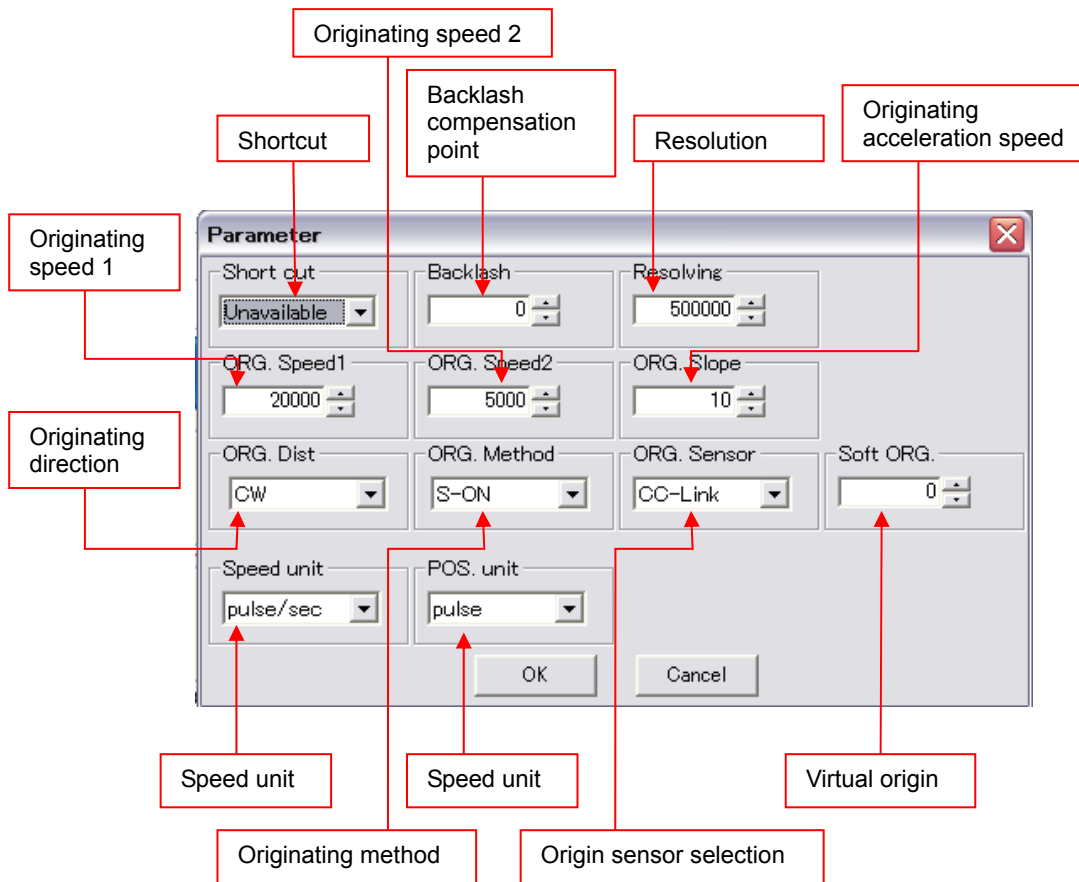 Originating speed 2
Backlash
compensation
point
Originating
acceleration speed
Shortcut
Resolution
Originating
speed 1
Parameter
Short cut
Backlash
Resolving
Unavailable
0
500000
ORG. Speed1
ORG. Speed2
ORG. Slope
20000
5000
10
Originating
direction
ORG. Dist
ORG. Method
ORG. Sensor
Soft ORG.
CW
S-ON
CC-Link
0
Speed unit
POS. unit
pulse/sec
pulse
OK
Cancel
Speed unit
Speed unit
Virtual origin
Originating method
Origin sensor selection